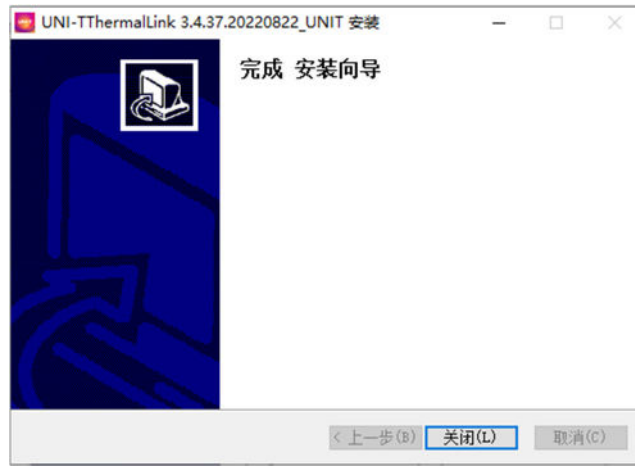 UNI-TThermalLink 3.4.37.20220822_UNIT 安装
完成 安装向导
< 上一步(B) 关闭(L) 取消(C)